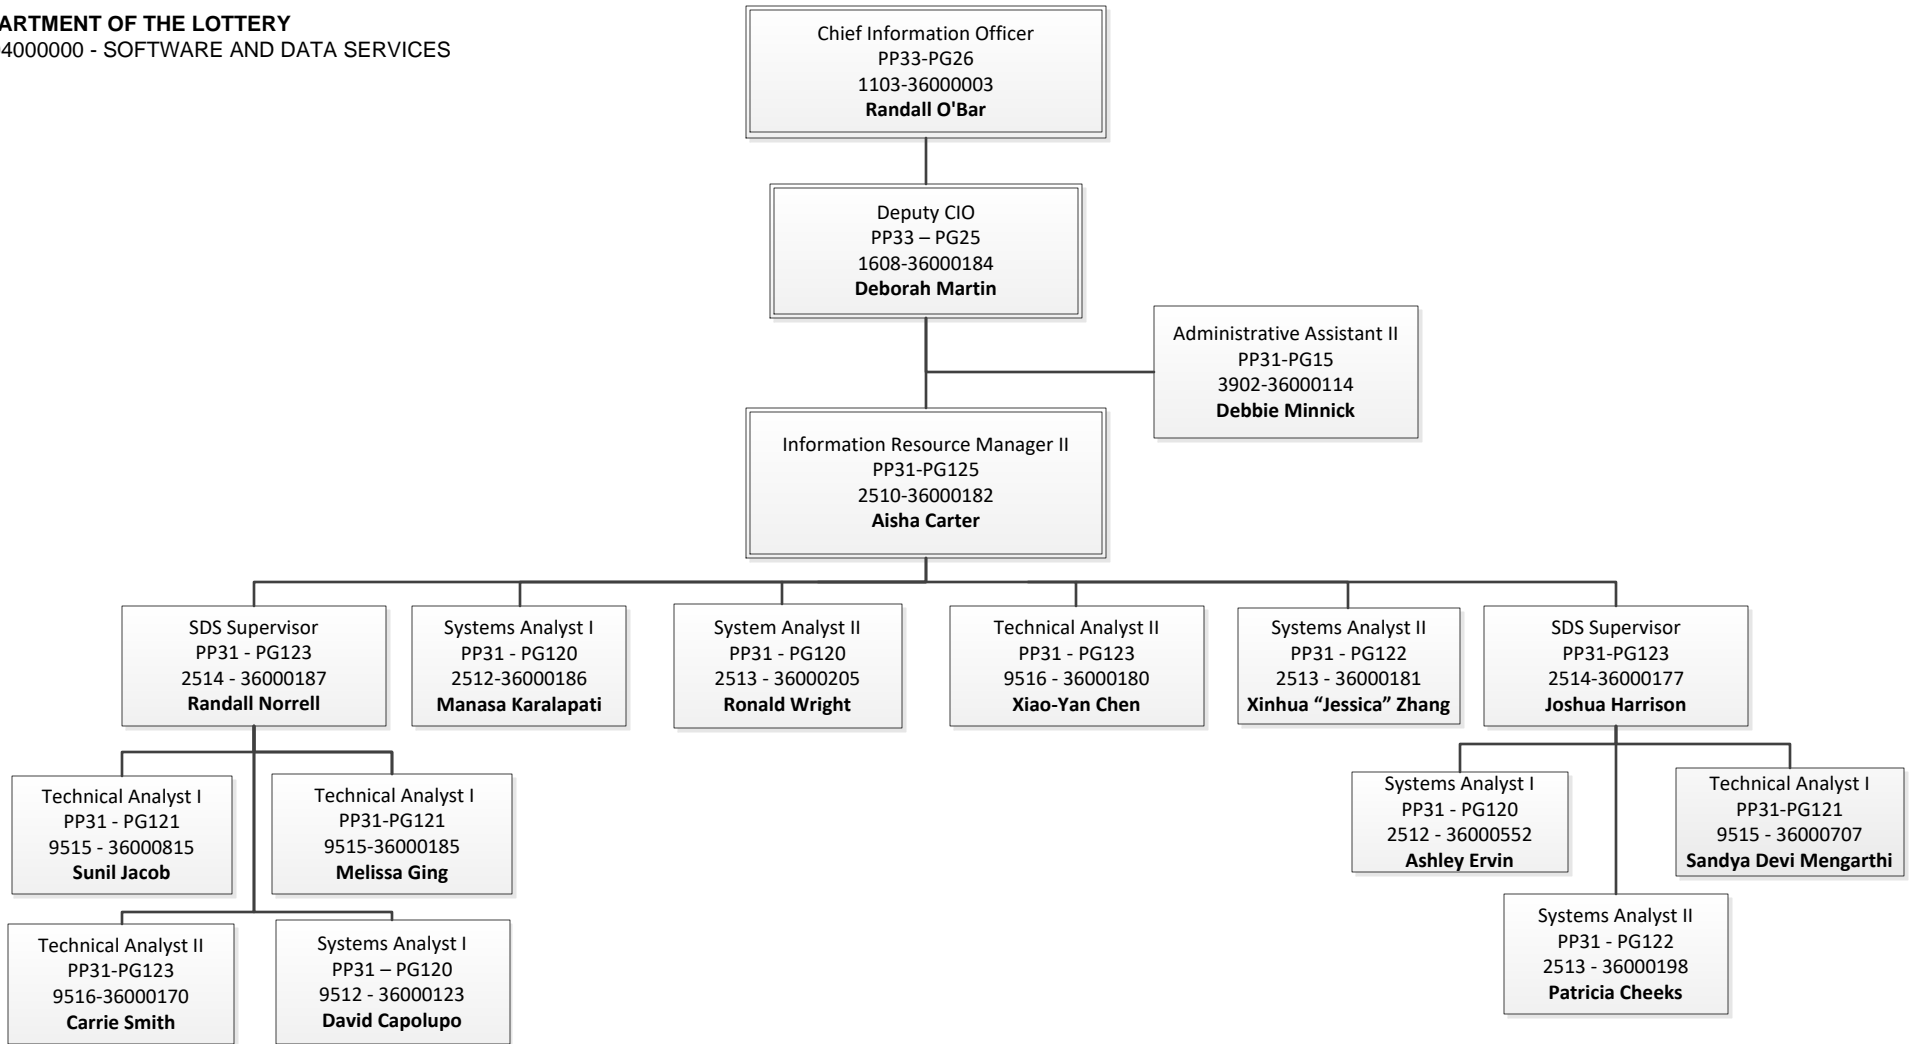 ARTMENT OF THE LOTTERY
4000000 - SOFTWARE AND DATA SERVICES
Chief Information Officer
PP33-PG26
1103-36000003
Randall O'Bar
Deputy CIO
PP33 – PG25
1608-36000184
Deborah Martin
Administrative Assistant II
PP31-PG15
3902-36000114
Debbie Minnick
Information Resource Manager II
PP31-PG125
2510-36000182
Aisha Carter
SDS Supervisor
PP31 - PG123
2514 - 36000187
Randall Norrell
Systems Analyst I
PP31 - PG120
2512-36000186
Manasa Karalapati
System Analyst II
PP31 - PG120
2513 - 36000205
Ronald Wright
Technical Analyst II
PP31 - PG123
9516 - 36000180
Xiao-Yan Chen
Systems Analyst II
PP31 - PG122
2513 - 36000181
Xinhua “Jessica” Zhang
SDS Supervisor
PP31-PG123
2514-36000177
Joshua Harrison
Technical Analyst I
PP31 - PG121
9515 - 36000815
Sunil Jacob
Technical Analyst I
PP31-PG121
9515-36000185
Melissa Ging
Systems Analyst I
PP31 - PG120
2512 - 36000552
Ashley Ervin
Technical Analyst I
PP31-PG121
9515 - 36000707
Sandya Devi Mengarthi
Technical Analyst II
PP31-PG123
9516-36000170
Carrie Smith
Systems Analyst I
PP31 – PG120
9512 - 36000123
David Capolupo
Systems Analyst II
PP31 - PG122
2513 - 36000198
Patricia Cheeks